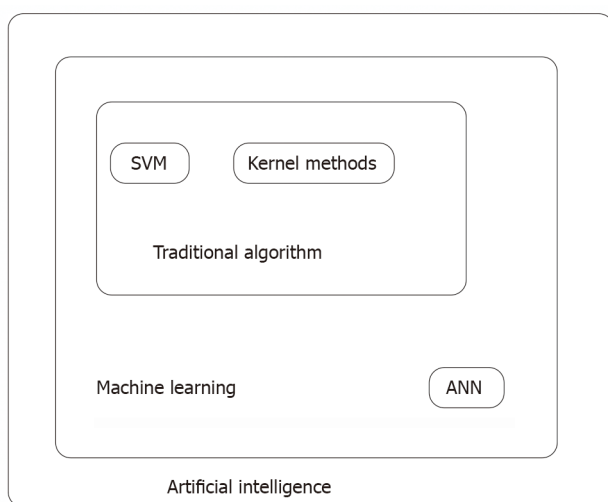 SVM
Kernel methods
Traditional algorithm
Machine learning
ANN
Artificial intelligence